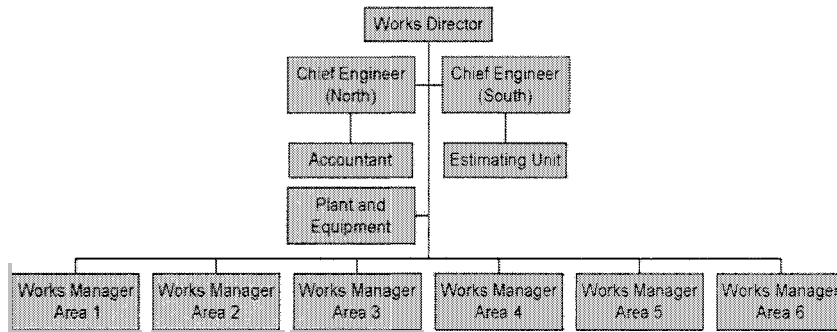 Works Director
Chief Engineer
(North)
Chief Engineer
(South)
Accountant
Estimating Unit
Plant and
Equipment
Works Manager
Area 1
Works Manager
Area 2
Works Manager
Area 3
Works Manager
Area 4
Works Manager
Area 5
Works Manager
Area 6